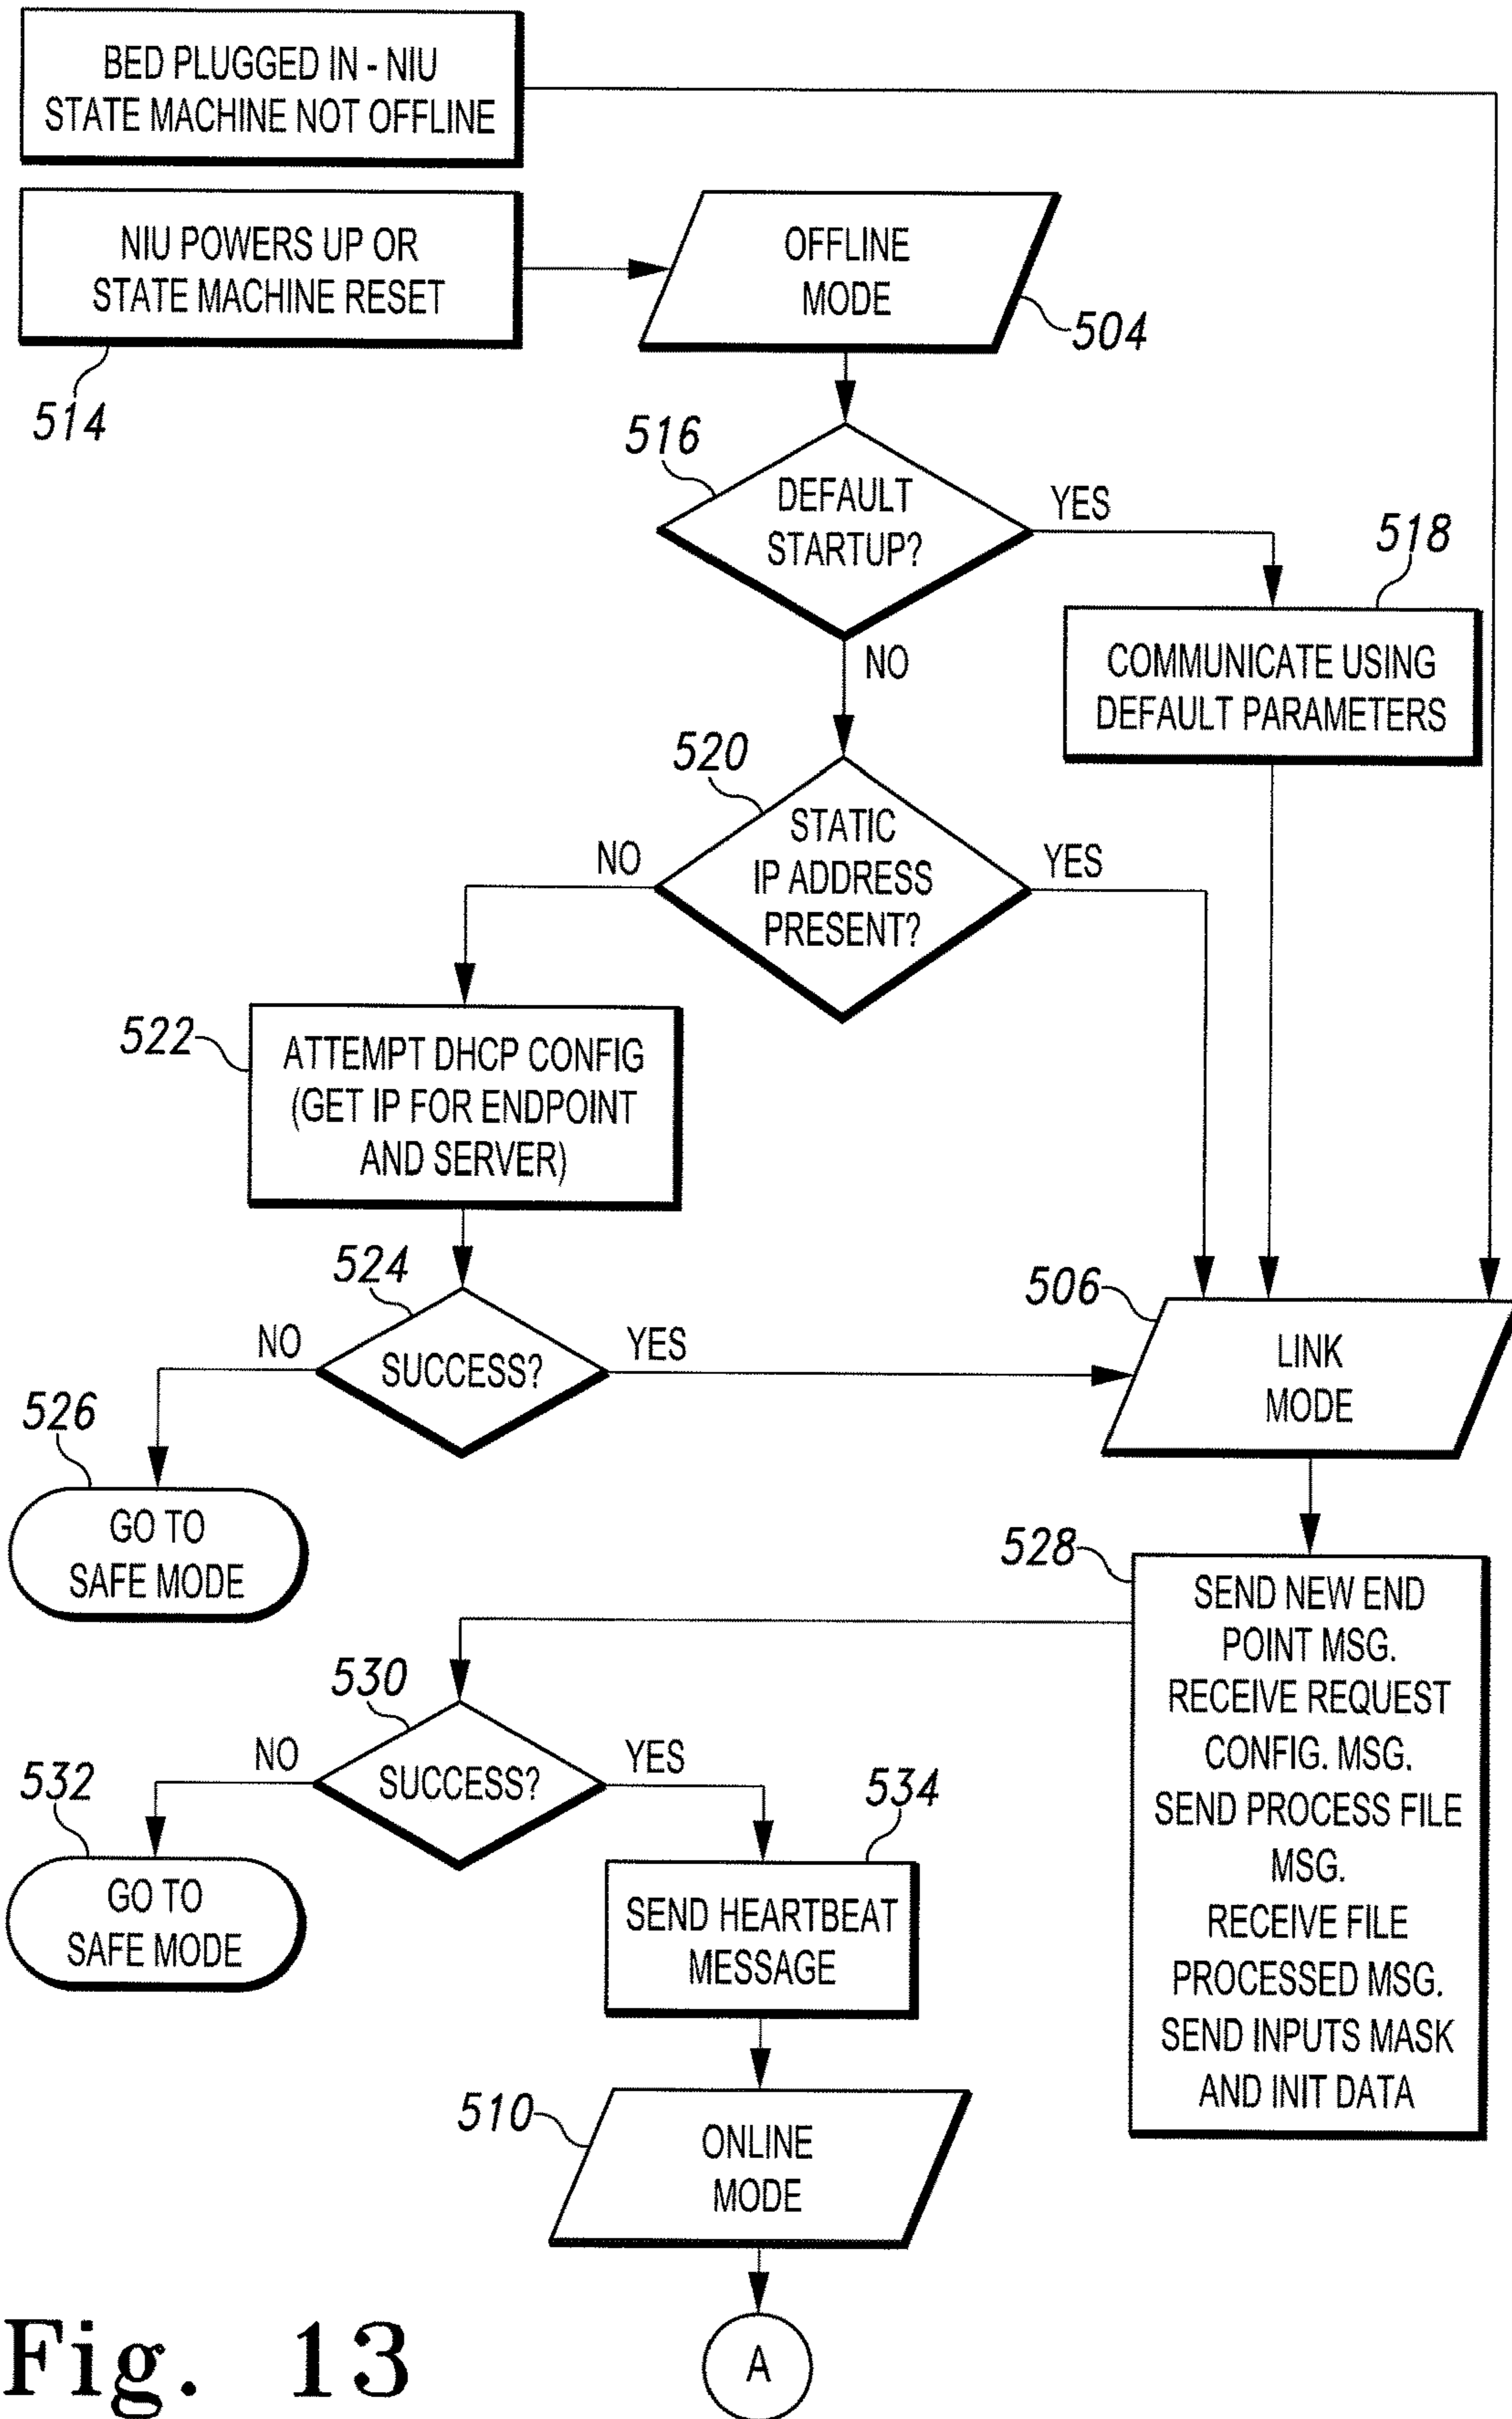 BED PLUGGED IN - NIU
STATE MACHINE NOT OFFLINE
NIU POWERS UP OR
STATE MACHINE RESET
514
OFFLINE
MODE
504
516
DEFAULT
STARTUP?
YES
NO
518
COMMUNICATE USING
DEFAULT PARAMETERS
520
STATIC
IP ADDRESS
PRESENT?
NO
YES
522
ATTEMPT DHCP CONFIG
(GET IP FOR ENDPOINT
AND SERVER)
524
SUCCESS?
NO
YES
506
LINK
MODE
526
GO TO
SAFE MODE
528
SEND NEW END
POINT MSG.
RECEIVE REQUEST
CONFIG. MSG.
SEND PROCESS FILE
MSG.
RECEIVE FILE
PROCESSED MSG.
SEND INPUTS MASK
AND INIT DATA
530
SUCCESS?
NO
YES
532
GO TO
SAFE MODE
534
SEND HEARTBEAT
MESSAGE
510
ONLINE
MODE
A
Fig. 13